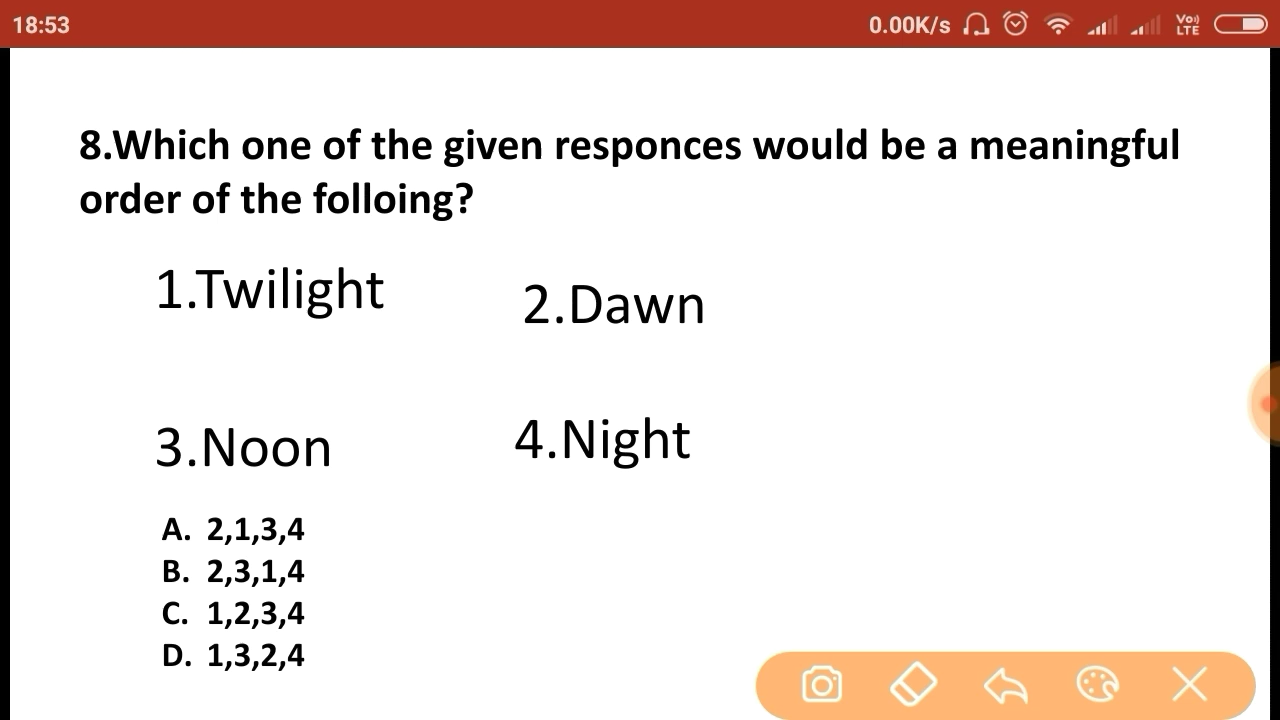 18:53
0.00K/s
Vo) LTE
8.Which one of the given responces would be a meaningful
order of the folloing?
1.Twilight
2.Dawn
3.Noon
4.Night
A. 2,1,3,4
B. 2,3,1,4
C. 1,2,3,4
D. 1,3,2,4